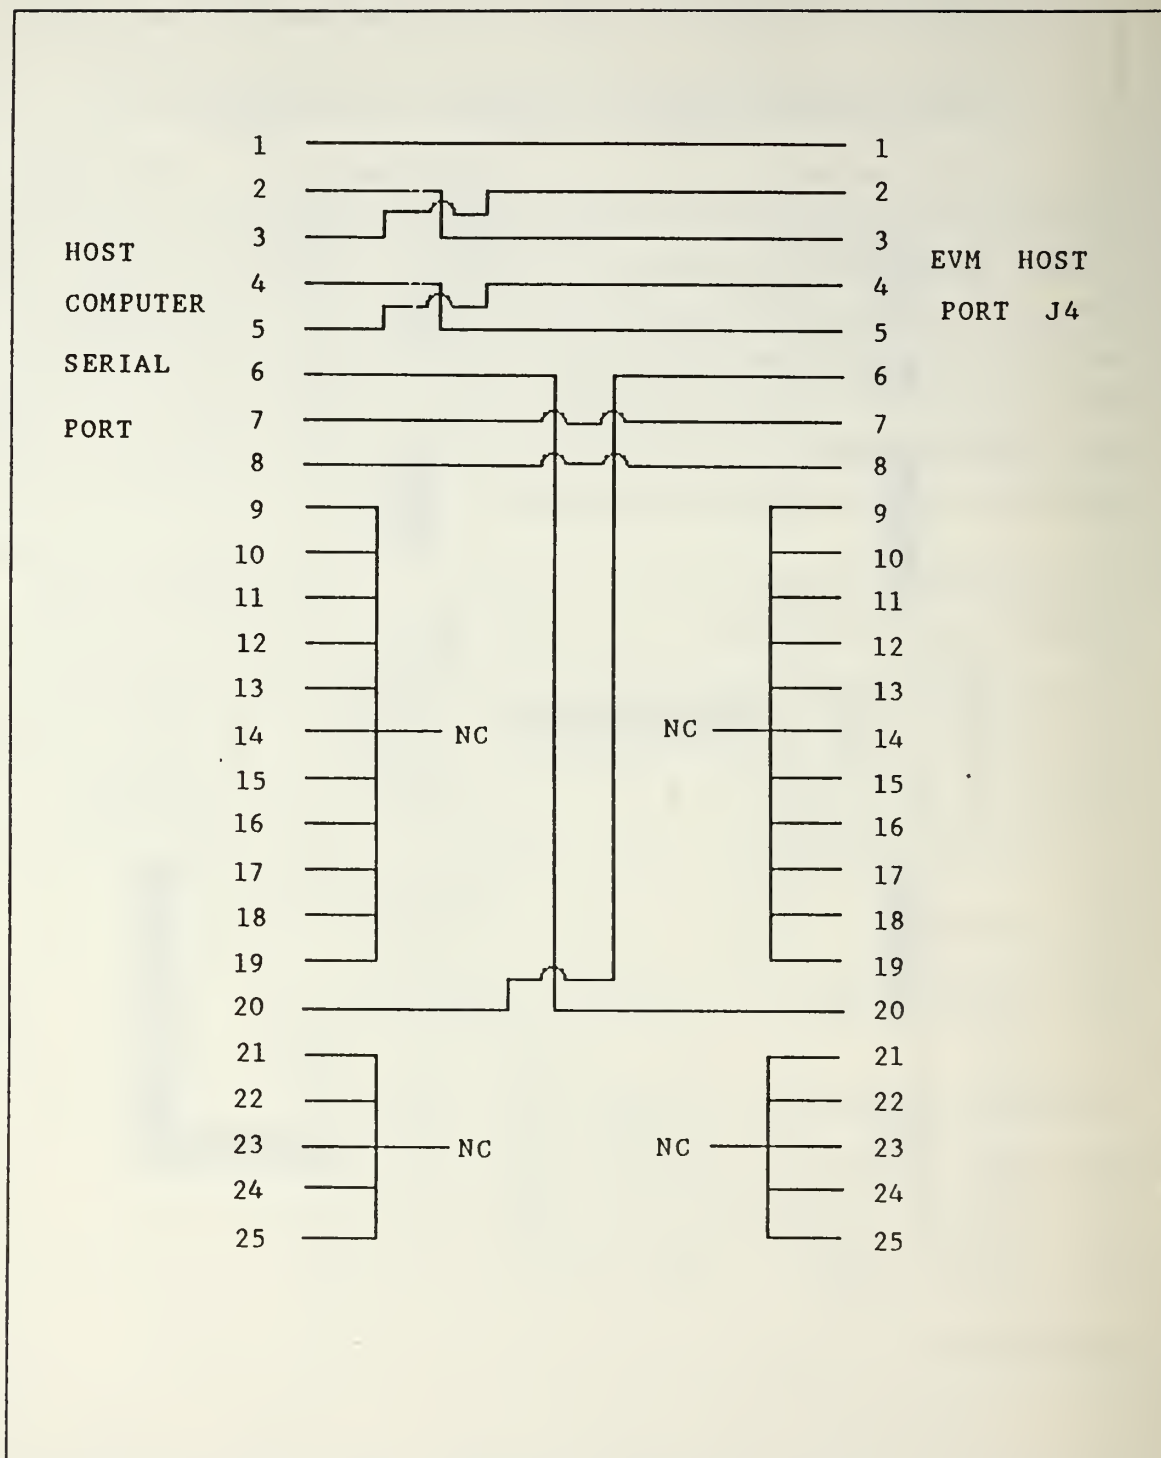 1 1
2 2
3 3
HOST
EVM HOST
4 4
COMPUTER
PORT J4
5 5
SERIAL
6 6
7 7
PORT
8 8
9 9
10 10
11 11
12 12
13 13
14 NC NC 14
15 15
16 16
17 17
18 18
19 19
20 20
21 21
22 22
23 NC NC 23
24 24
25 25